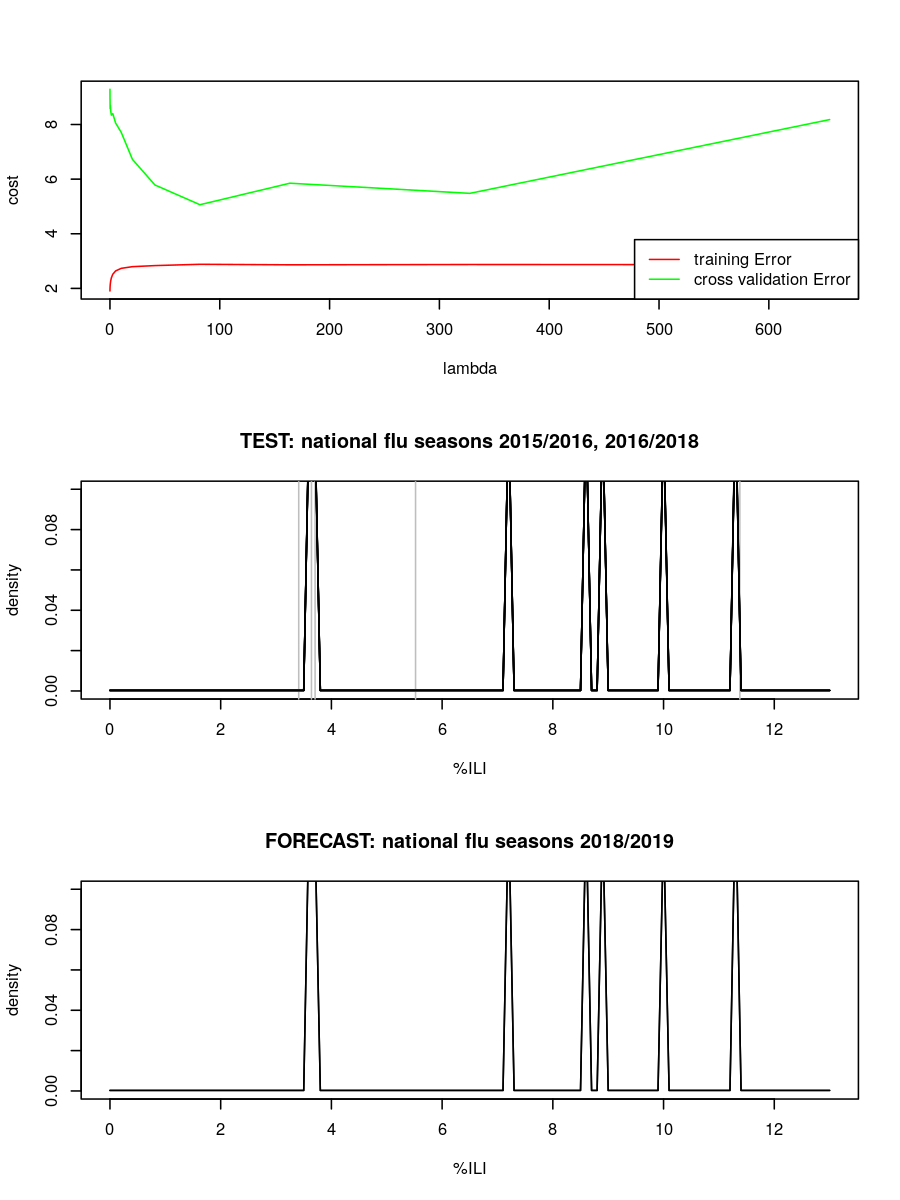 cost
8
6
4
2
training Error
cross validation Error
0 100 200 300 400 500 600
lambda
TEST: national flu seasons 2015/2016, 2016/2018
density
0.08
0.04
0.00
0 2 4 6 8 10 12
%ILI
FORECAST: national flu seasons 2018/2019
density
0.08
0.04
0.00
0 2 4 6 8 10 12
%ILI